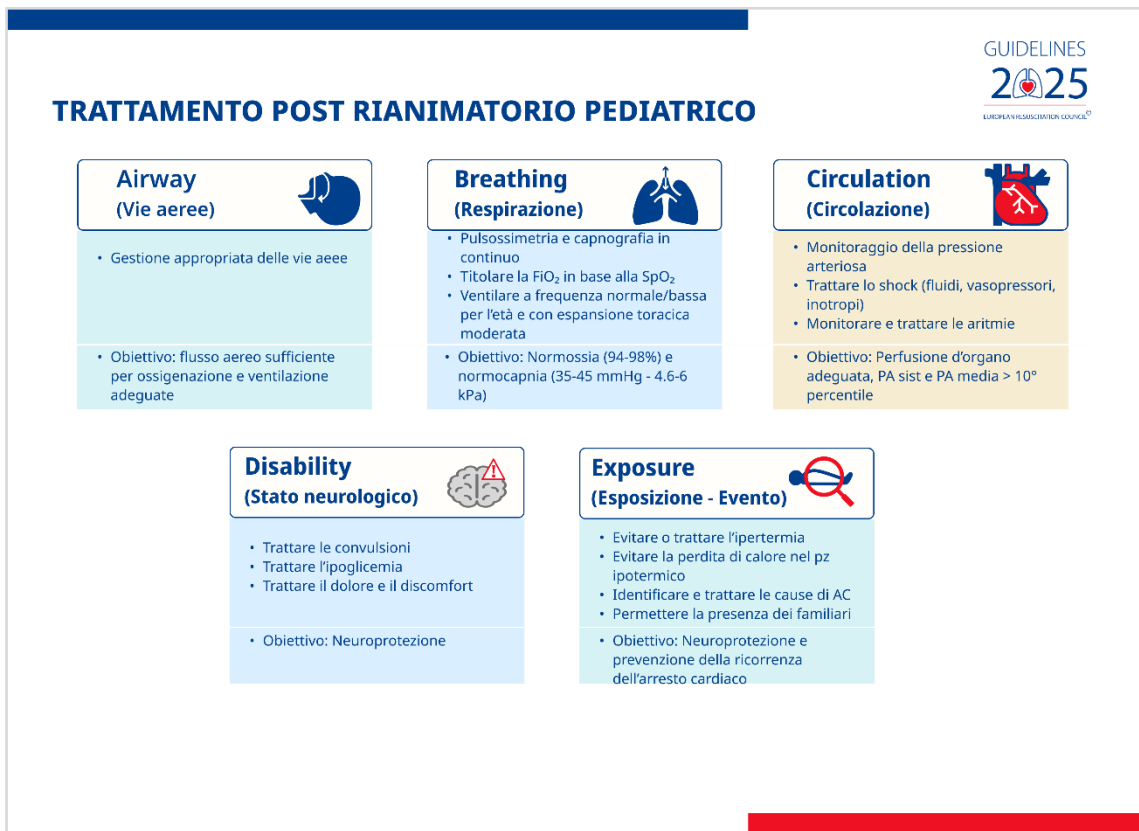 GUIDELINES
2025
EUROPEAN RESUSCITATION COUNCIL©
TRATTAMENTO POST RIANIMATORIO PEDIATRICO
Airway
(Vie aeree)
• Gestione appropriata delle vie aeee
• Obiettivo: flusso aereo sufficiente
per ossigenazione e ventilazione
adeguate
Breathing
(Respirazione)
• Pulsossimetria e capnografia in
continuo
• Titolare la FiO₂ in base alla SpO₂
• Ventilare a frequenza normale/bassa
per l'età e con espansione toracica
moderata
• Obiettivo: Normossia (94-98%) e
normocapnia (35-45 mmHg - 4.6-6
kPa)
Circulation
(Circolazione)
• Monitoraggio della pressione
arteriosa
• Trattare lo shock (fluidi, vasopressori,
inotropi)
• Monitorare e trattare le aritmie
• Obiettivo: Perfusione d'organo
adeguata, PA sist e PA media > 10°
percentile
Disability
(Stato neurologico)
• Trattare le convulsioni
• Trattare l'ipoglicemia
• Trattare il dolore e il discomfort
• Obiettivo: Neuroprotezione
Exposure
(Esposizione - Evento)
• Evitare o trattare l'ipertermia
• Evitare la perdita di calore nel pz
ipotermico
• Identificare e trattare le cause di AC
• Permettere la presenza dei familiari
• Obiettivo: Neuroprotezione e
prevenzione della ricorrenza
dell'arresto cardiaco